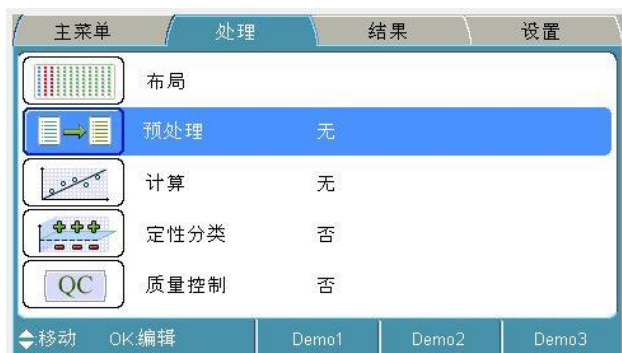 主菜单 处理 结果 设置
布局
预处理 无
计算 无
定性分类 否
QC 质量控制 否
移动 OK:编辑 Demo1 Demo2 Demo3